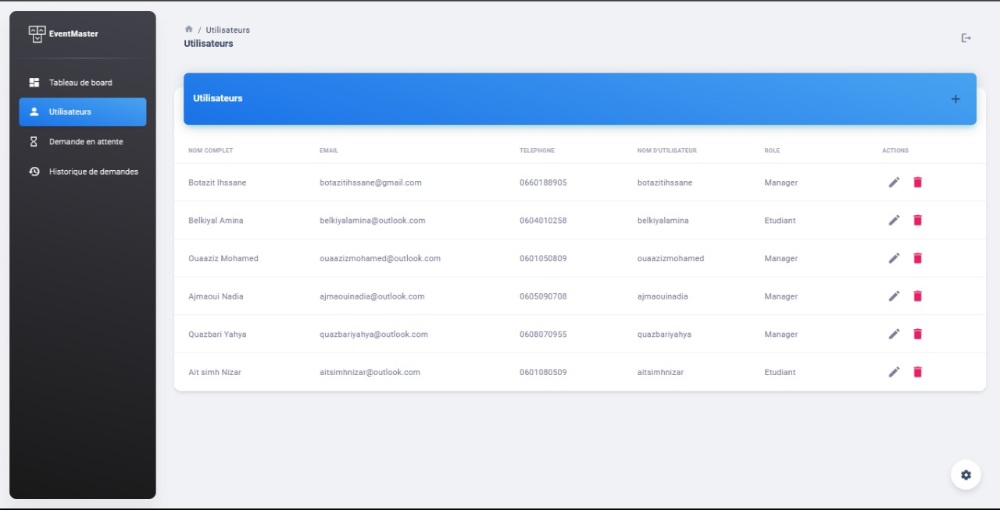 EventMaster
Tableau de board
Utilisateurs
Demande en attente
Historique de demandes
/ Utilisateurs
Utilisateurs
Utilisateurs
NOM COMPLET EMAIL TELEPHONE NOM D'UTILISATEUR ROLE ACTIONS
Botazit Ihssane botazitihssane@gmail.com 0660188905 botazitihssane Manager
Belkiyal Amina belkiyalamina@outlook.com 0604010258 belkiyalamina Etudiant
Ouaaziz Mohamed ouaazizmohamed@outlook.com 0601050809 ouaazizmohamed Manager
Ajmaoui Nadia ajmaouinadia@outlook.com 0605090708 ajmaouinadia Manager
Quazbari Yahya quazbariyahya@outlook.com 0608070955 quazbariyahya Manager
Ait simh Nizar aitsimhnizar@outlook.com 0601080509 aitsimhnizar Etudiant